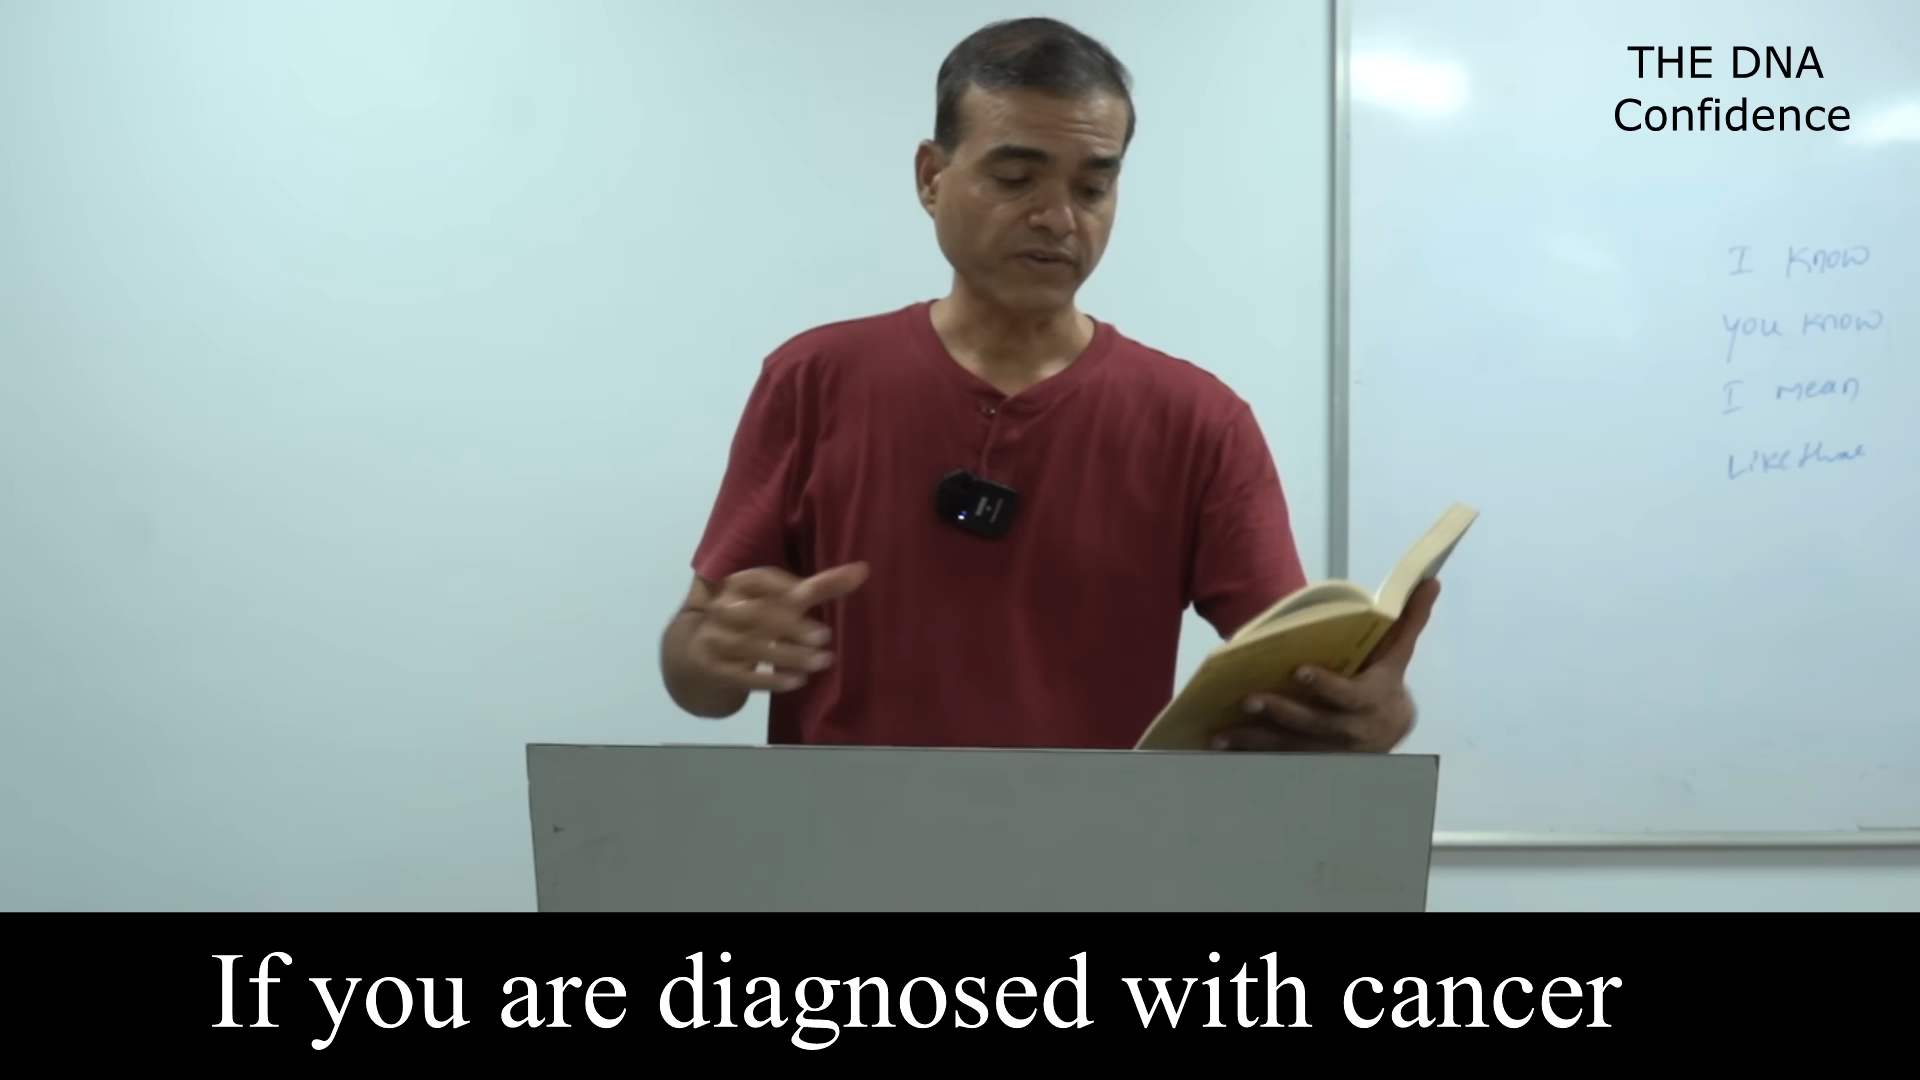 THE DNA
Confidence
I know
you know
I mean
Like that
If you are diagnosed with cancer